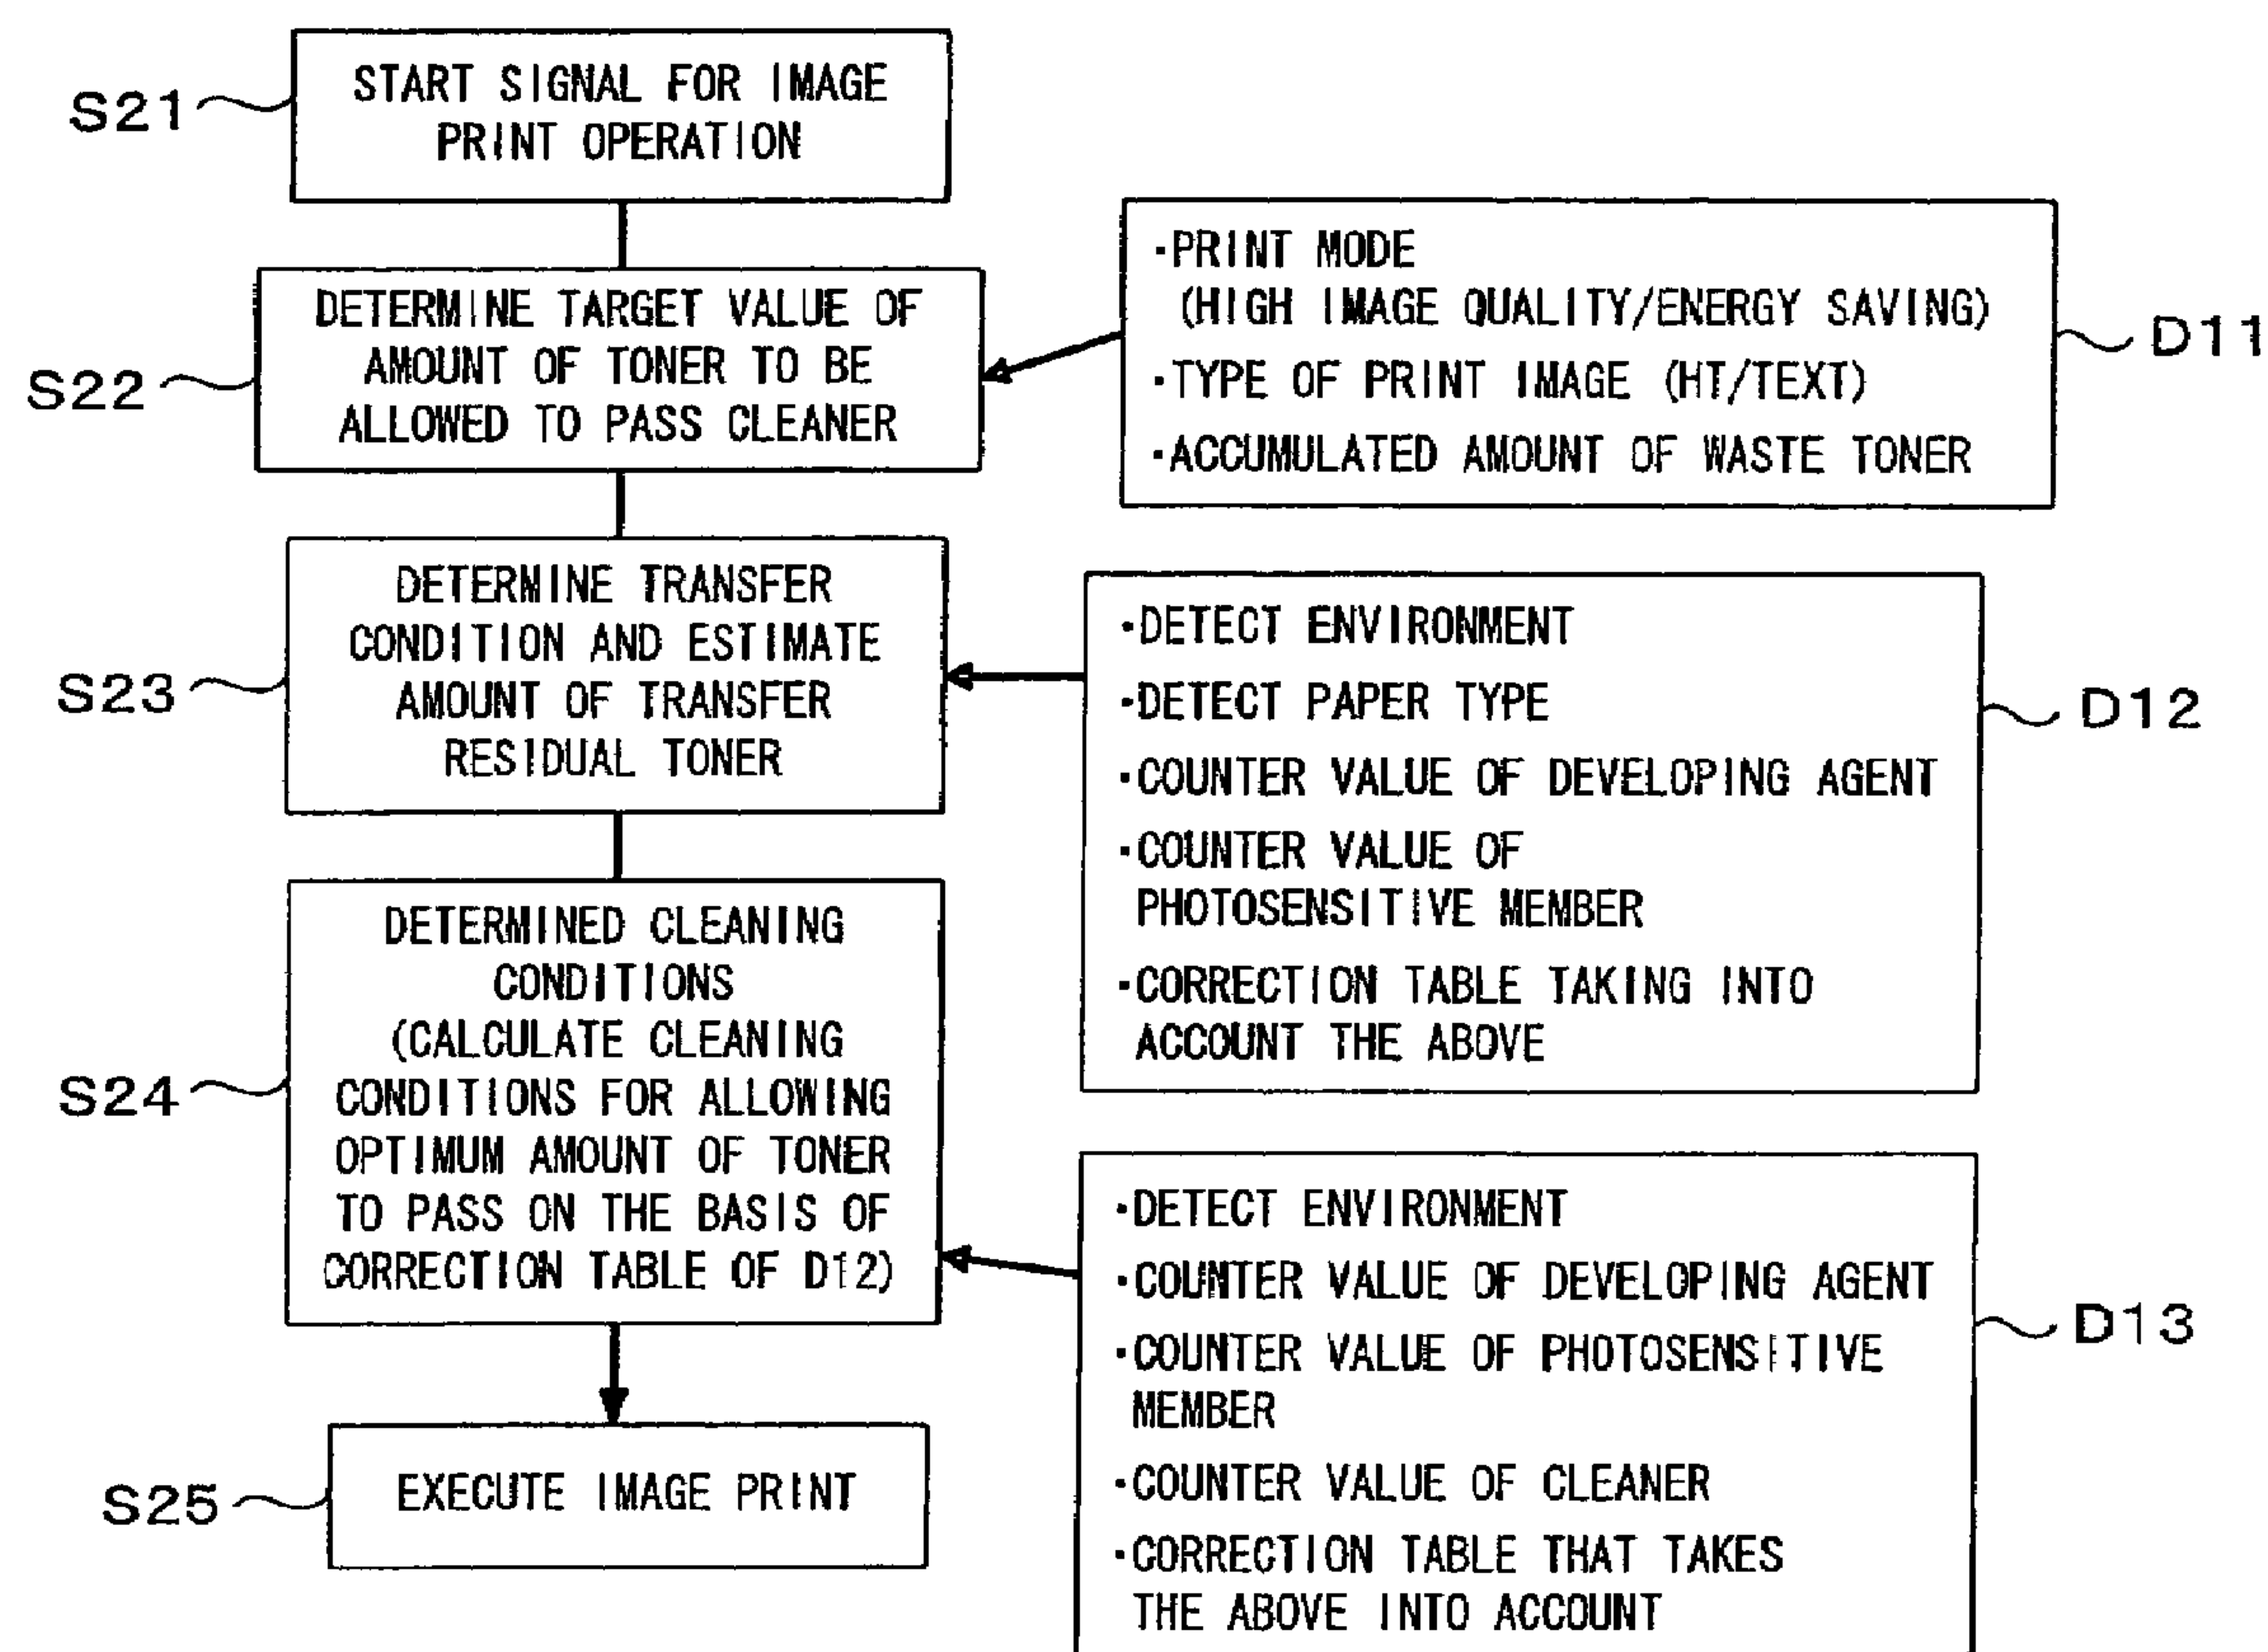 S21
START SIGNAL FOR IMAGE
PRINT OPERATION
S22
DETERMINE TARGET VALUE OF
AMOUNT OF TONER TO BE
ALLOWED TO PASS CLEANER
·PRINT MODE
(HIGH IMAGE QUALITY/ENERGY SAVING)
·TYPE OF PRINT IMAGE (HT/TEXT)
·ACCUMULATED AMOUNT OF WASTE TONER
D11
S23
DETERMINE TRANSFER
CONDITION AND ESTIMATE
AMOUNT OF TRANSFER
RESIDUAL TONER
·DETECT ENVIRONMENT
·DETECT PAPER TYPE
·COUNTER VALUE OF DEVELOPING AGENT
·COUNTER VALUE OF
PHOTOSENSITIVE MEMBER
·CORRECTION TABLE TAKING INTO
ACCOUNT THE ABOVE
D12
S24
DETERMINED CLEANING
CONDITIONS
(CALCULATE CLEANING
CONDITIONS FOR ALLOWING
OPTIMUM AMOUNT OF TONER
TO PASS ON THE BASIS OF
CORRECTION TABLE OF D12)
·DETECT ENVIRONMENT
·COUNTER VALUE OF DEVELOPING AGENT
·COUNTER VALUE OF PHOTOSENSITIVE
MEMBER
·COUNTER VALUE OF CLEANER
·CORRECTION TABLE THAT TAKES
THE ABOVE INTO ACCOUNT
D13
S25
EXECUTE IMAGE PRINT